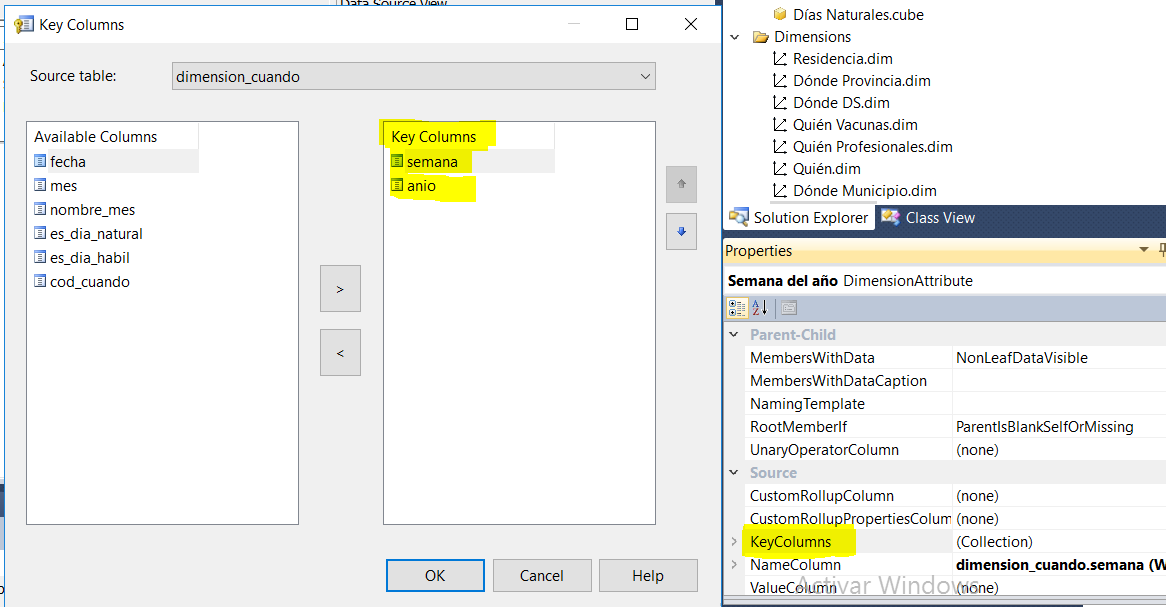 Data Source View
Key Columns
Source table:
dimension_cuando
Available Columns
fecha
mes
nombre_mes
es_dia_natural
es_dia_habil
cod_cuando
>
<
Key Columns
semana
anio
OK
Cancel
Help
Días Naturales.cube
Dimensions
Residencia.dim
Dónde Provincia.dim
Dónde DS.dim
Quién Vacunas.dim
Quién Profesionales.dim
Quién.dim
Dónde Municipio.dim
Solution Explorer Class View
Properties
Semana del año DimensionAttribute
Parent-Child
MembersWithData NonLeafDataVisible
MembersWithDataCaption
NamingTemplate
RootMemberIf ParentIsBlankSelfOrMissing
UnaryOperatorColumn (none)
Source
CustomRollupColumn (none)
CustomRollupPropertiesColum (none)
KeyColumns (Collection)
NameColumn dimension_cuando.semana (W
ValueColumn (none)
Activar Windows